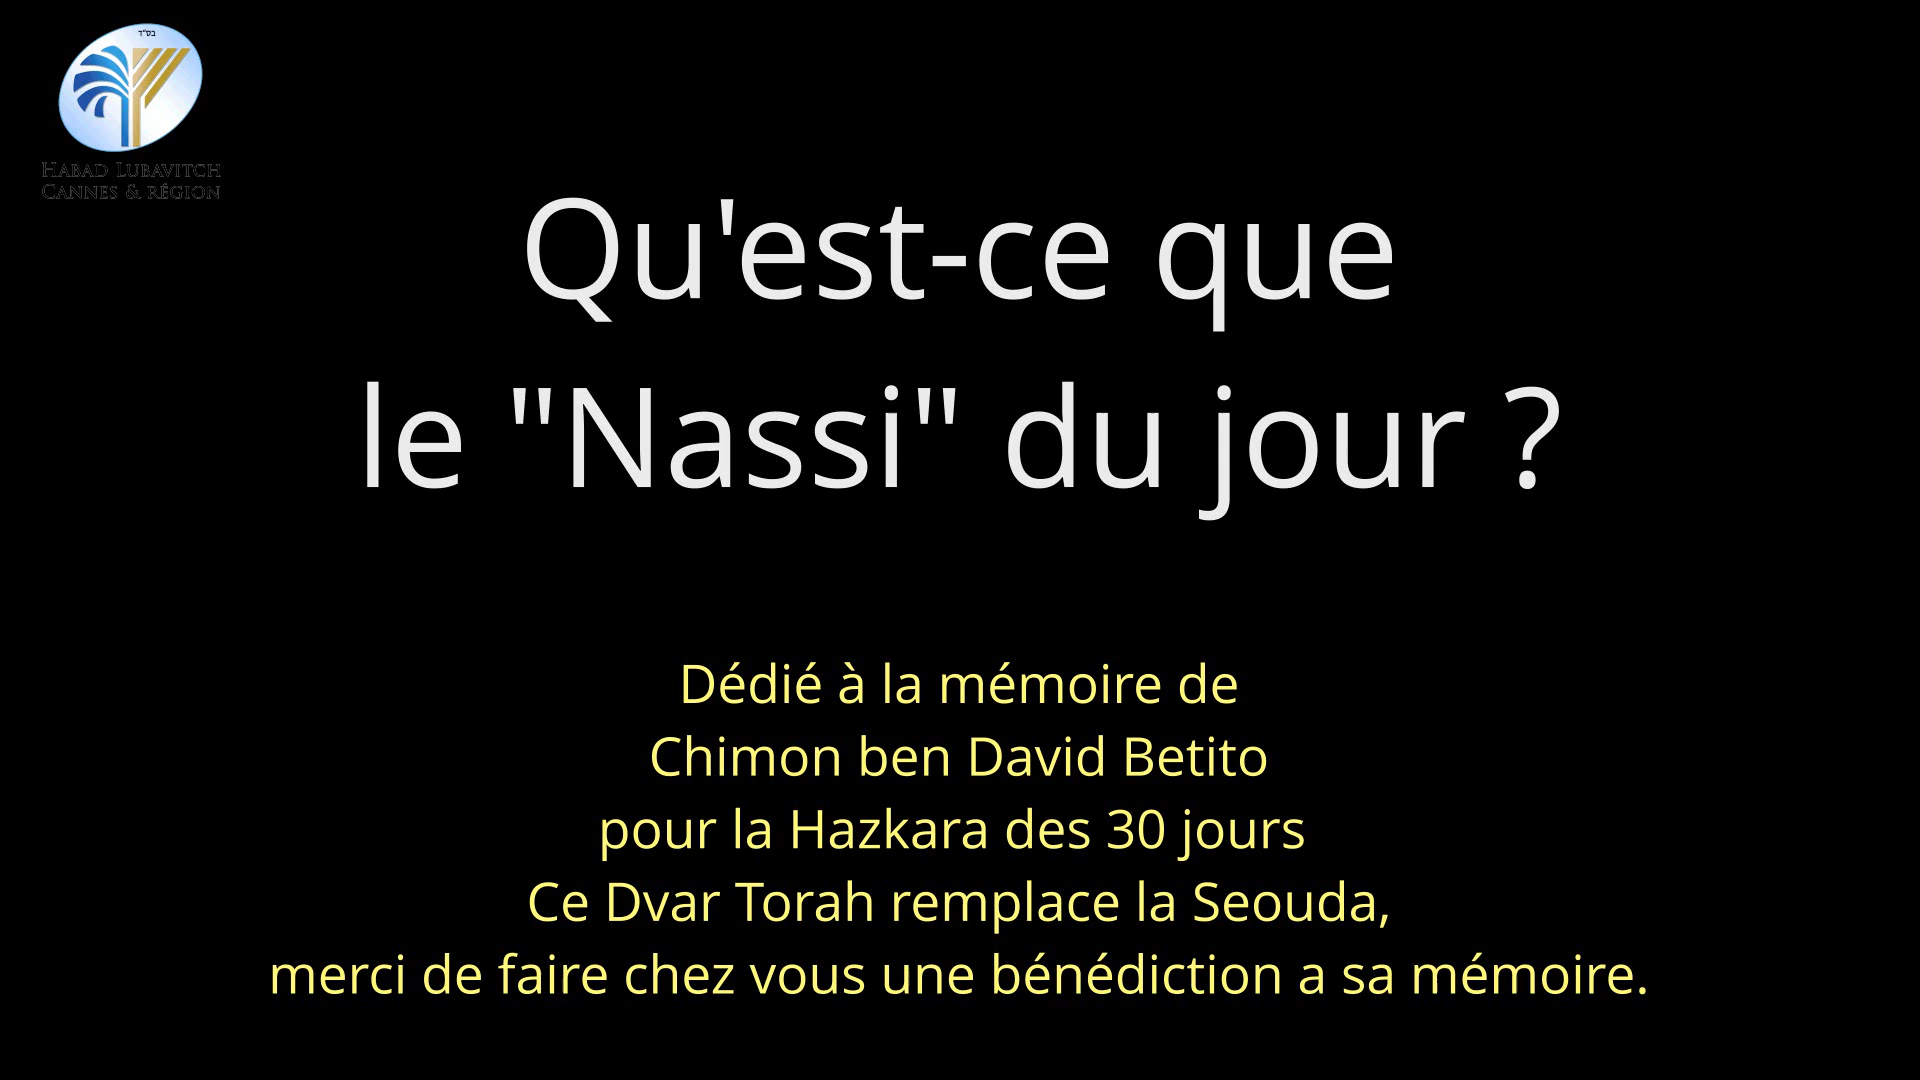 בס"ד
HABAD LUBAVITCH
CANNES & RÉGION
Qu'est-ce que
le "Nassi" du jour ?
Dédié à la mémoire de
Chimon ben David Betito
pour la Hazkara des 30 jours
Ce Dvar Torah remplace la Seouda,
merci de faire chez vous une bénédiction a sa mémoire.